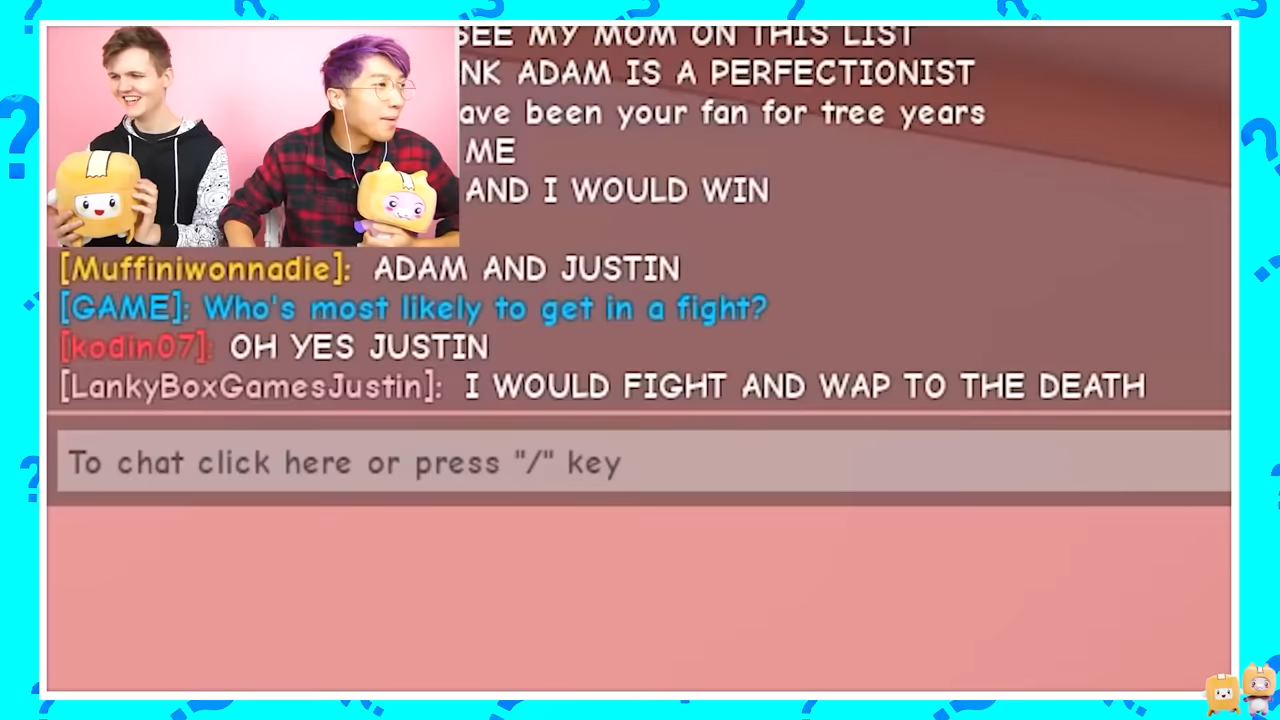 SEE MY MOM ON THIS LIST
NK ADAM IS A PERFECTIONIST
ave been your fan for tree years
ME
AND I WOULD WIN
[Muffiniwonnadie]: ADAM AND JUSTIN
[GAME]: Who's most likely to get in a fight?
[kodin07]: OH YES JUSTIN
[LankyBoxGamesJustin]: I WOULD FIGHT AND WAP TO THE DEATH
To chat click here or press "/" key